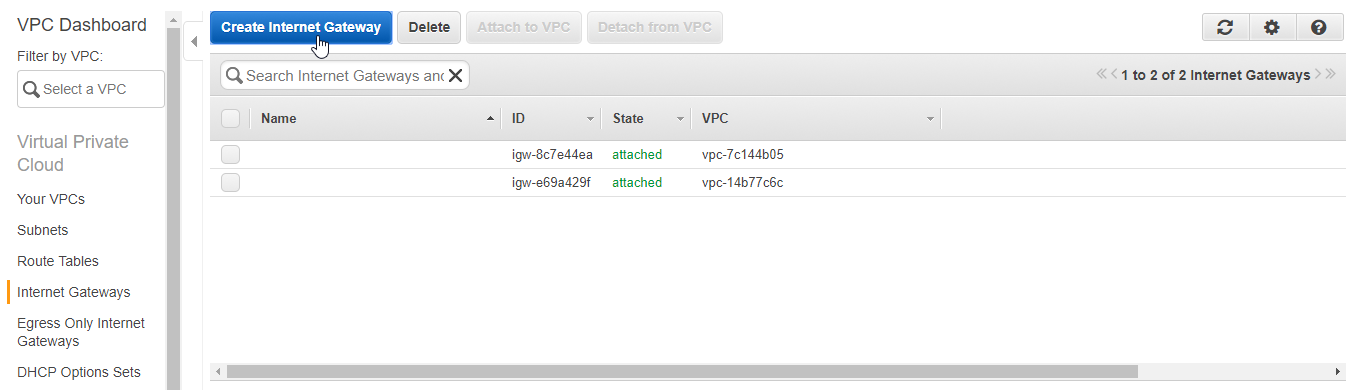 VPC Dashboard
Filter by VPC:
Select a VPC
Virtual Private
Cloud
Your VPCs
Subnets
Route Tables
Internet Gateways
Egress Only Internet
Gateways
DHCP Options Sets
Create Internet Gateway Delete Attach to VPC Detach from VPC
Search Internet Gateways and 1 to 2 of 2 Internet Gateways
Name ID State VPC
igw-8c7e44ea attached vpc-7c144b05
igw-e69a429f attached vpc-14b77c6c